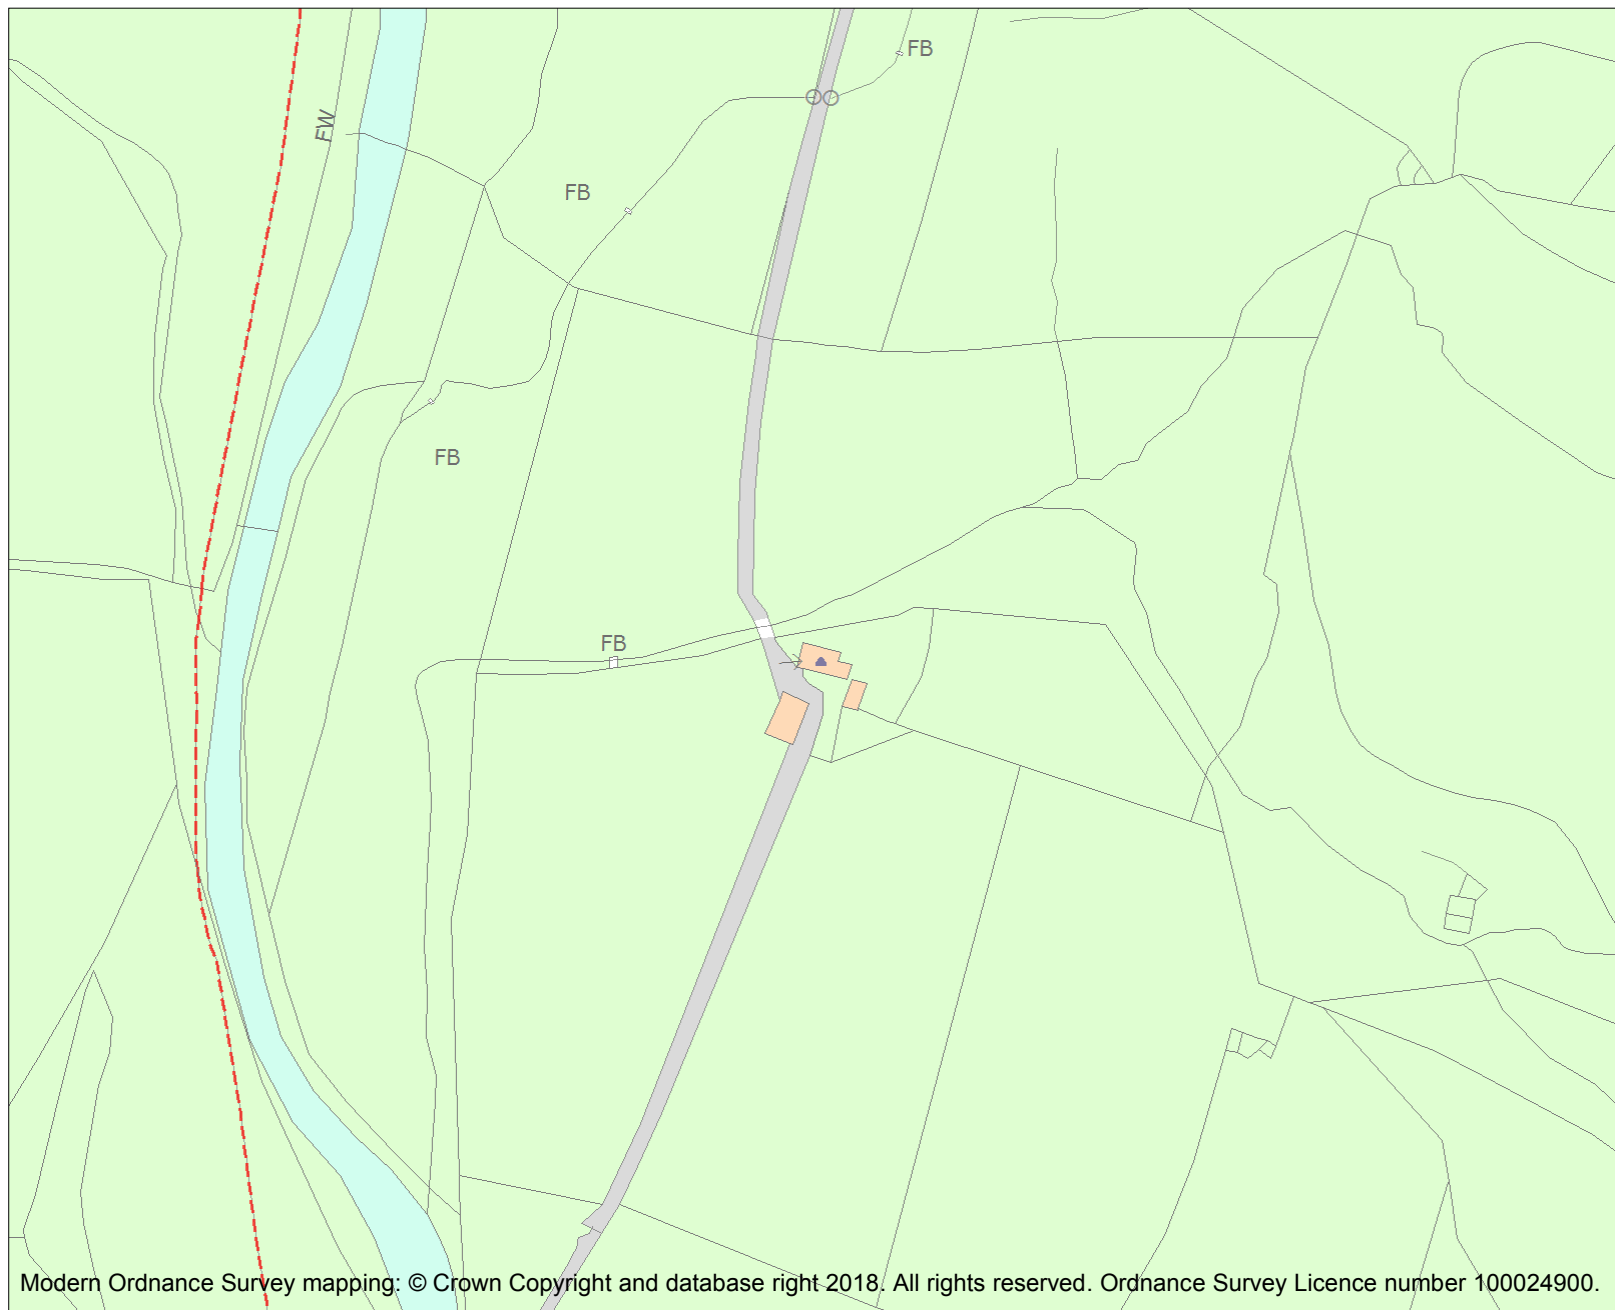 FB
FW
FB
FB
FB
Modern Ordnance Survey mapping: © Crown Copyright and database right 2018. All rights reserved. Ordnance Survey Licence number 100024900.